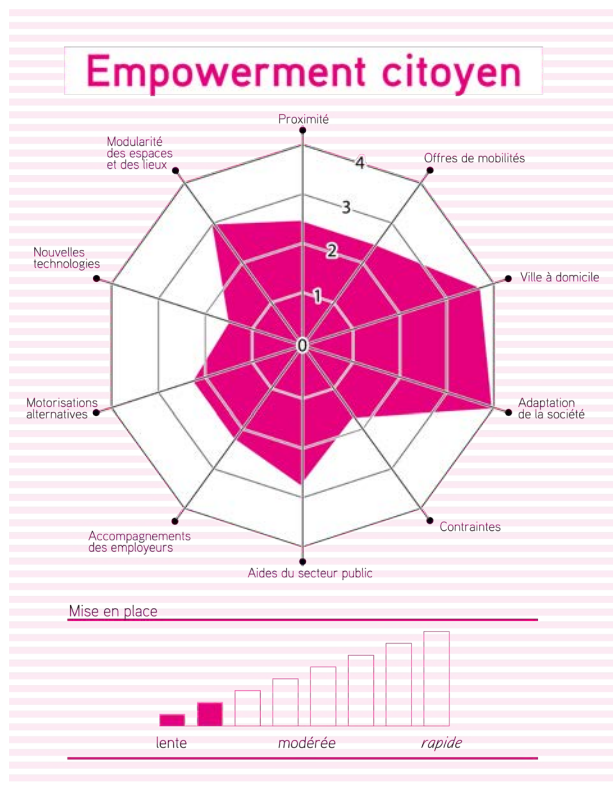 Empowerment citoyen
Proximité
Modularité
des espaces
et des lieux
4
Offres de mobilités
3
Nouvelles
technologies
2
Ville à domicile
1
0
Motorisations
alternatives
Adaptation
de la société
Accompagnements
des employeurs
Contraintes
Aides du secteur public
Mise en place
lente
modérée
rapide